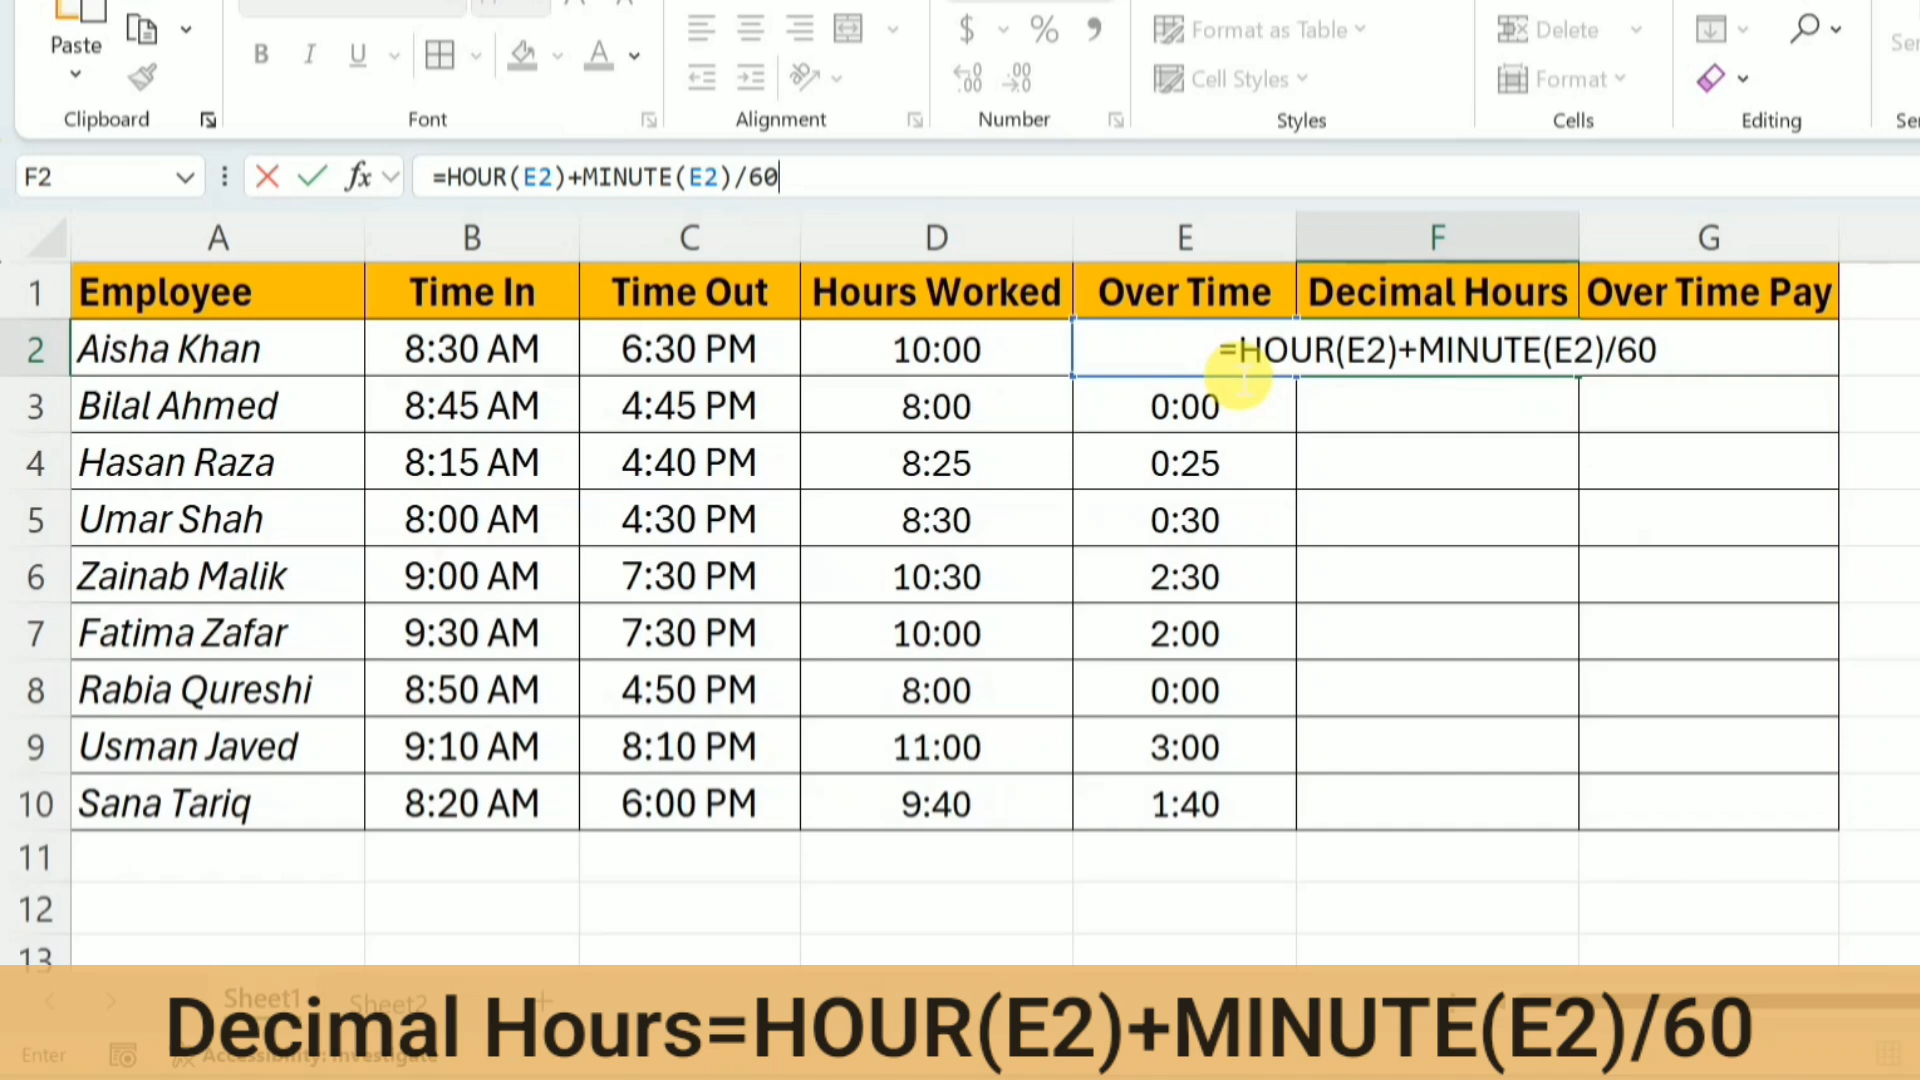 Paste
B I U A
$ % 9
Format as Table
Delete
Cell Styles
Format
Clipboard Font Alignment Number Styles Cells Editing
F2 fx =HOUR(E2)+MINUTE(E2)/60
A B C D E F G
1 Employee Time In Time Out Hours Worked Over Time Decimal Hours Over Time Pay
2 Aisha Khan 8:30 AM 6:30 PM 10:00 =HOUR(E2)+MINUTE(E2)/60
3 Bilal Ahmed 8:45 AM 4:45 PM 8:00 0:00
4 Hasan Raza 8:15 AM 4:40 PM 8:25 0:25
5 Umar Shah 8:00 AM 4:30 PM 8:30 0:30
6 Zainab Malik 9:00 AM 7:30 PM 10:30 2:30
7 Fatima Zafar 9:30 AM 7:30 PM 10:00 2:00
8 Rabia Qureshi 8:50 AM 4:50 PM 8:00 0:00
9 Usman Javed 9:10 AM 8:10 PM 11:00 3:00
10 Sana Tariq 8:20 AM 6:00 PM 9:40 1:40
11
12
13
Sheet1 Sheet2
Decimal Hours=HOUR(E2)+MINUTE(E2)/60
Enter Accessibility: Investigate